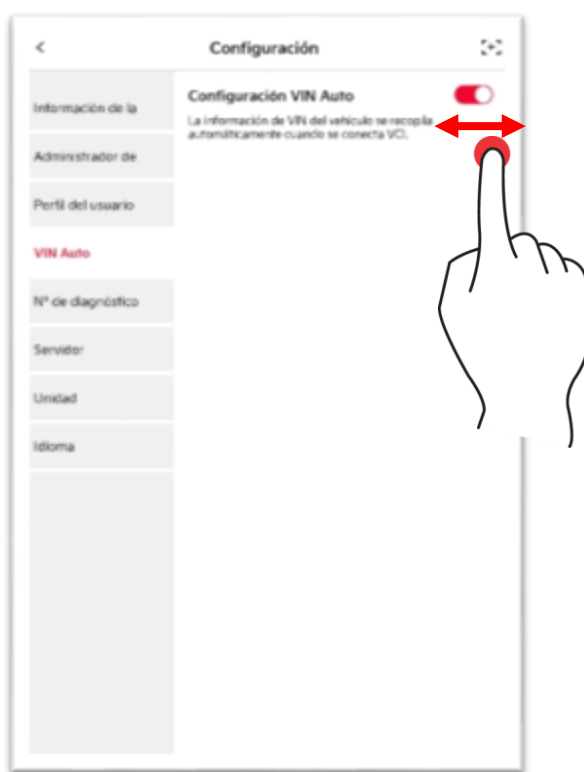 Configuración
Información de la
Administrador de
Perfil del usuario
VIN Auto
Nº de diagnóstico
Servidor
Unidad
Idioma
Configuración VIN Auto
La información de VIN del vehículo se recopila
automáticamente cuando se conecta VCI.